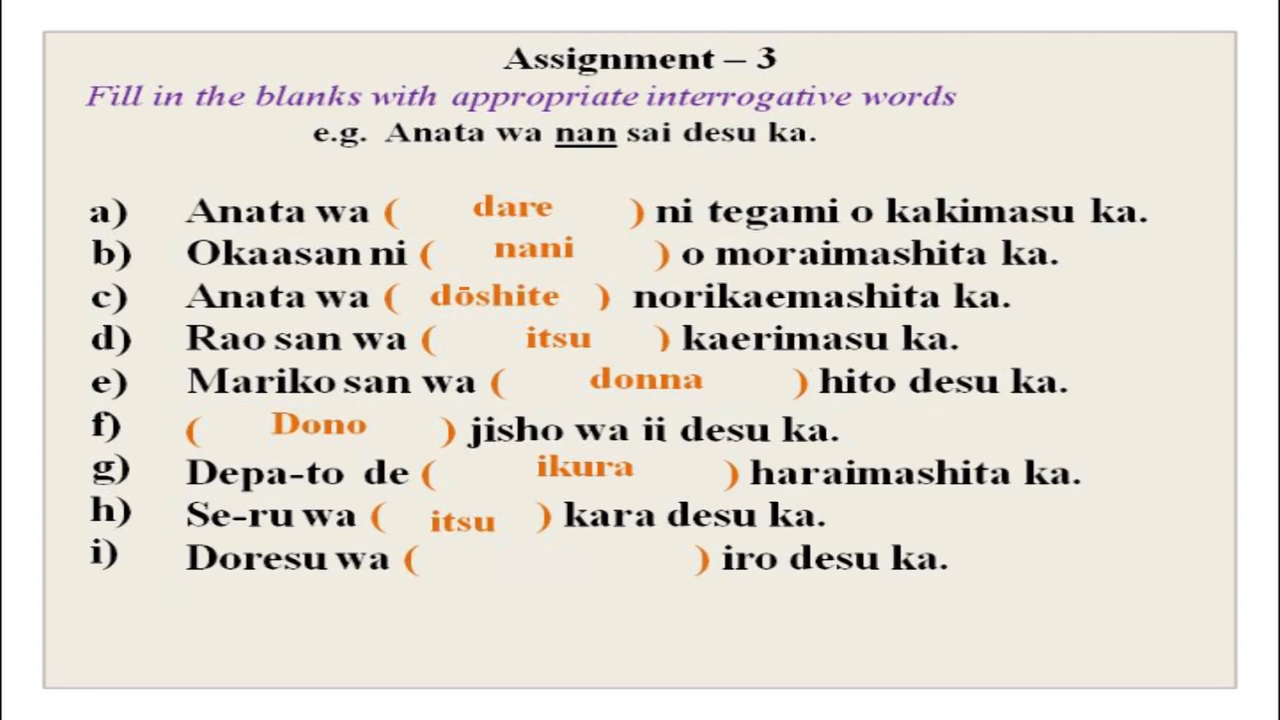 Assignment – 3
Fill in the blanks with appropriate interrogative words
e.g. Anata wa nan sai desu ka.
a) Anata wa ( dare ) ni tegami o kakimasu ka.
b) Okaasan ni ( nani ) o moraimashita ka.
c) Anata wa ( dōshite ) norikaemashita ka.
d) Rao san wa ( itsu ) kaerimasu ka.
e) Mariko san wa ( donna ) hito desu ka.
f) ( Dono ) jisho wa ii desu ka.
g) Depa-to de ( ikura ) haraimashita ka.
h) Se-ru wa ( itsu ) kara desu ka.
i) Doresu wa ( ) iro desu ka.